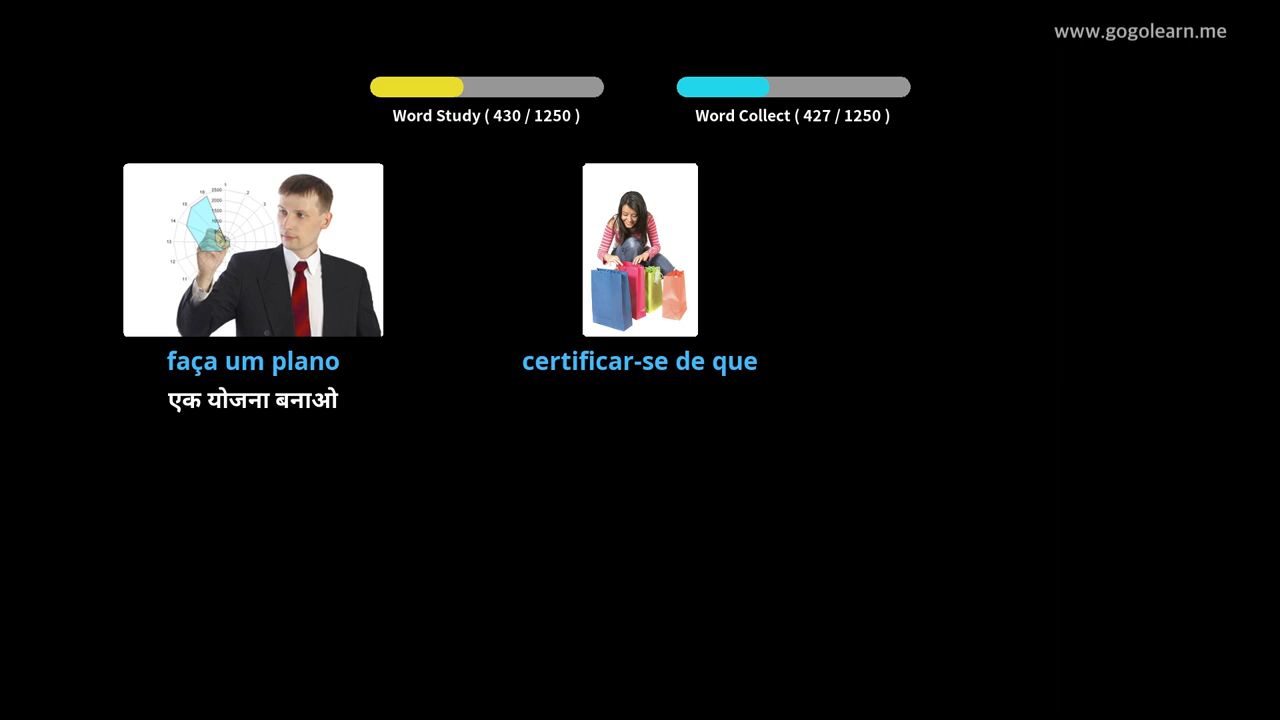 www.gogolearn.me
Word Study ( 430 / 1250 )
Word Collect ( 427 / 1250 )
faça um plano
certificar-se de que
एक योजना बनाओ